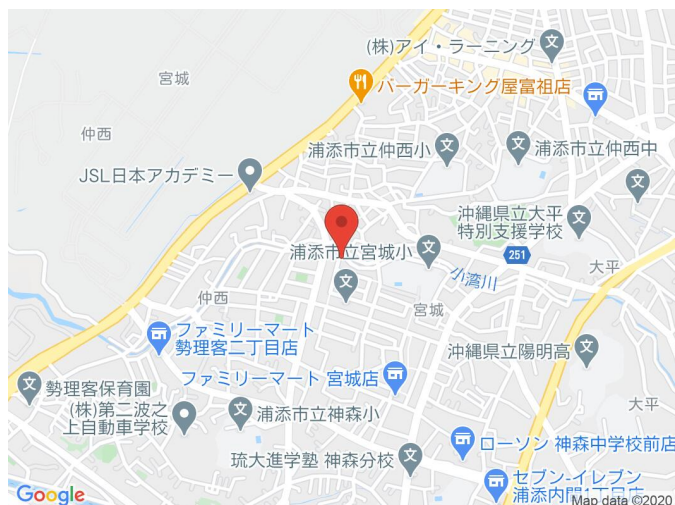 (株)アイ・ラーニング
宮城
バーガーキング屋富祖店
仲西
浦添市立仲西小
浦添市立仲西中
JSL日本アカデミー
沖縄県立大平
特別支援学校
浦添市立宮城小
251
小湾川
大平
仲西
宮城
ファミリーマート
勢理客二丁目店
沖縄県立陽明高
ファミリーマート 宮城店
勢理客保育園
(株)第二波之
上自動車学校
浦添市立神森小
大平
ローソン 神森中学校前店
琉大進学塾 神森分校
セブン-イレブン
浦添内間1丁目店
Google
Map data ©2020